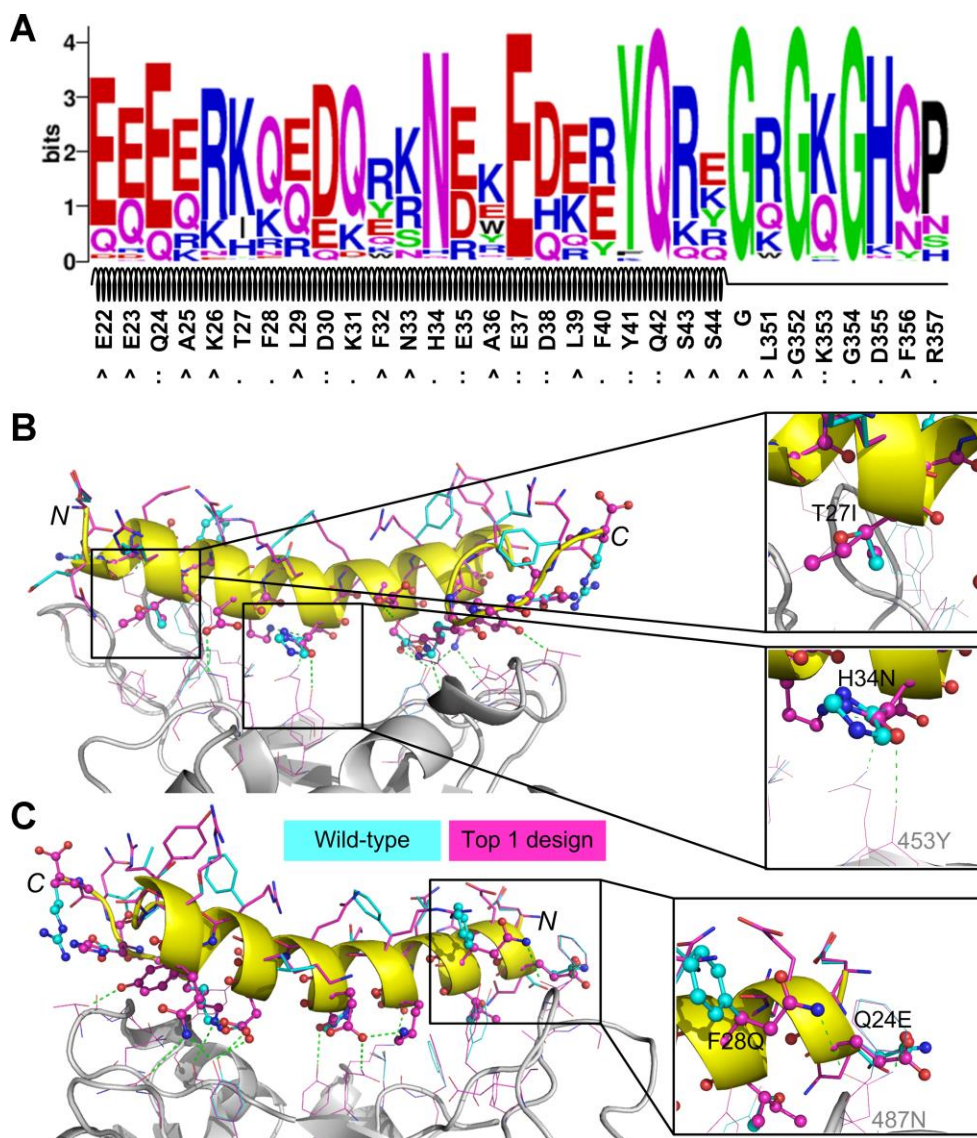 A
bits
4
3
2
1
0
E22 E23 Q24 A25 K26 T27 F28 L29 D30 K31 F32 N33 H34 E35 A36 E37 D38 L39 F40 Y41 Q42 S43 S44 G L351 G352 K353 G354 D355 F356 R357
B
N
C
T27I
H34N
453Y
C
Wild-type Top 1 design
C
N
F28Q
Q24E
487N